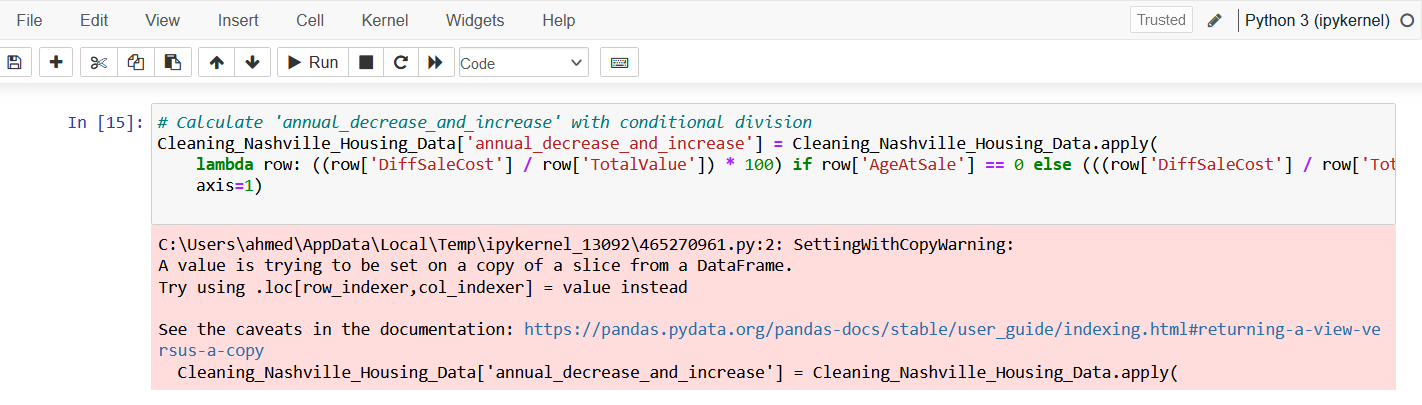 File Edit View Insert Cell Kernel Widgets Help Trusted Python 3 (ipykernel)
Run Code
In [15]: # Calculate 'annual_decrease_and_increase' with conditional division
Cleaning_Nashville_Housing_Data['annual_decrease_and_increase'] = Cleaning_Nashville_Housing_Data.apply(
lambda row: ((row['DiffSaleCost'] / row['TotalValue']) * 100) if row['AgeAtSale'] == 0 else (((row['DiffSaleCost'] / row['Tot
axis=1)
C:\Users\ahmed\AppData\Local\Temp\ipykernel_13092\465270961.py:2: SettingWithCopyWarning:
A value is trying to be set on a copy of a slice from a DataFrame.
Try using .loc[row_indexer,col_indexer] = value instead
See the caveats in the documentation: https://pandas.pydata.org/pandas-docs/stable/user_guide/indexing.html#returning-a-view-ve
rsus-a-copy
Cleaning_Nashville_Housing_Data['annual_decrease_and_increase'] = Cleaning_Nashville_Housing_Data.apply(